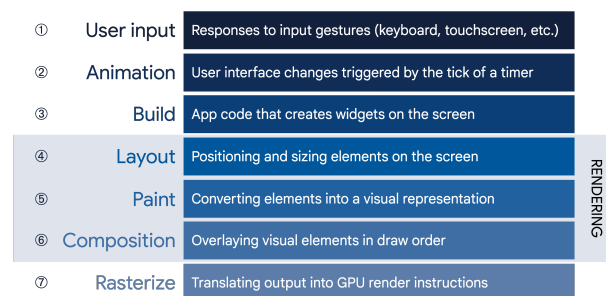 ① User input Responses to input gestures (keyboard, touchscreen, etc.)
② Animation User interface changes triggered by the tick of a timer
③ Build App code that creates widgets on the screen
④ Layout Positioning and sizing elements on the screen
⑤ Paint Converting elements into a visual representation
⑥ Composition Overlaying visual elements in draw order
⑦ Rasterize Translating output into GPU render instructions
RENDERING